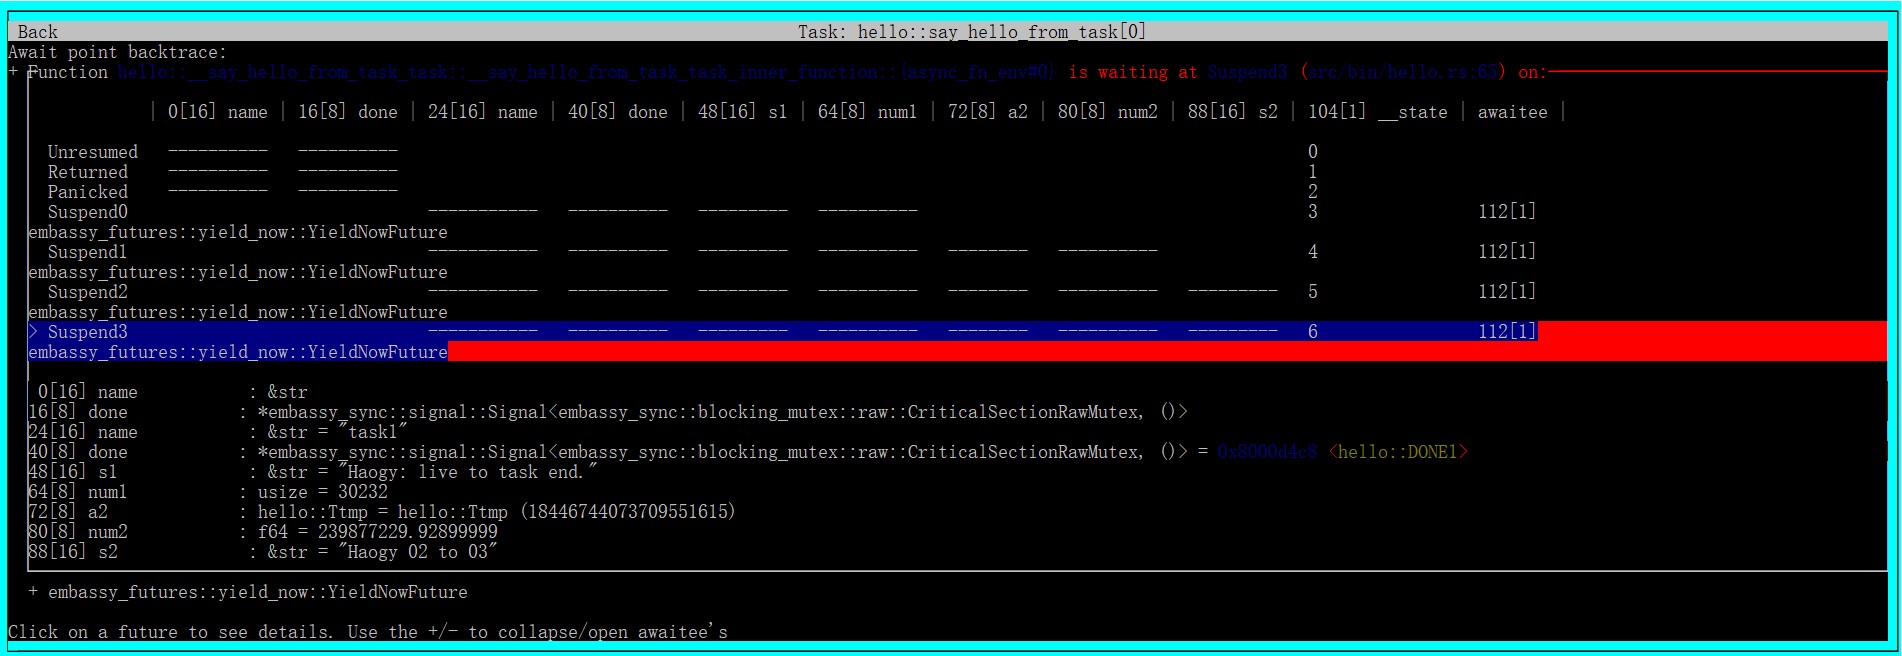 Back Task: hello::say_hello_from_task[0]
Await point backtrace:
+ Function hello::__say_hello_from_task_task::__say_hello_from_task_task_inner_function::{async_fn_env#0} is waiting at Suspend3 (src/bin/hello.rs:65) on:
| 0[16] name | 16[8] done | 24[16] name | 40[8] done | 48[16] s1 | 64[8] num1 | 72[8] a2 | 80[8] num2 | 88[16] s2 | 104[1] __state | awaitee |
Unresumed ---------- ---------- 0
Returned ---------- ---------- 1
Panicked ---------- ---------- 2
Suspend0 ----------- ---------- --------- ---------- 3 112[1]
embassy_futures::yield_now::YieldNowFuture
Suspend1 ----------- ---------- --------- ---------- -------- ---------- 4 112[1]
embassy_futures::yield_now::YieldNowFuture
Suspend2 ----------- ---------- --------- ---------- -------- ---------- --------- 5 112[1]
embassy_futures::yield_now::YieldNowFuture
> Suspend3 ----------- ---------- --------- ---------- -------- ---------- --------- 6 112[1]
embassy_futures::yield_now::YieldNowFuture
0[16] name : &str
16[8] done : *embassy_sync::signal::Signal<embassy_sync::blocking_mutex::raw::CriticalSectionRawMutex, ()>
24[16] name : &str = "task1"
40[8] done : *embassy_sync::signal::Signal<embassy_sync::blocking_mutex::raw::CriticalSectionRawMutex, ()> = 0x8000d4c8 <hello::DONE1>
48[16] s1 : &str = "Haogy: live to task end."
64[8] num1 : usize = 30232
72[8] a2 : hello::Ttmp = hello::Ttmp (18446744073709551615)
80[8] num2 : f64 = 239877229.92899999
88[16] s2 : &str = "Haogy 02 to 03"
+ embassy_futures::yield_now::YieldNowFuture
Click on a future to see details. Use the +/- to collapse/open awaitee's